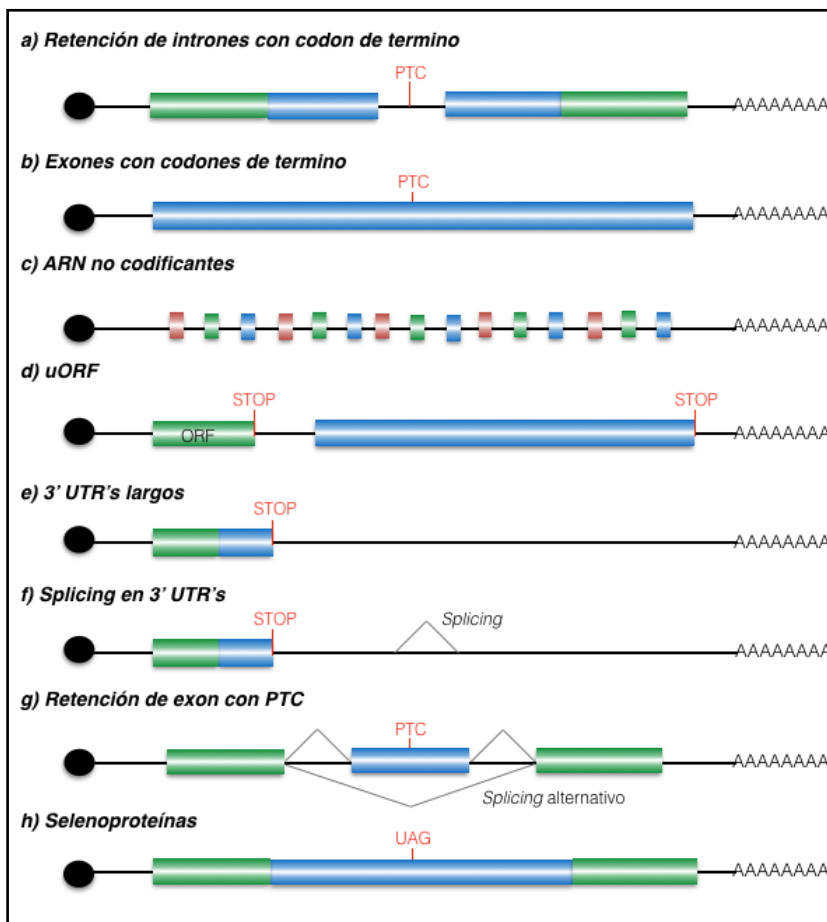 a) Retención de intrones con codon de termino
PTC
AAAAAAAA
b) Exones con codones de termino
PTC
AAAAAAAA
c) ARN no codificantes
AAAAAAAA
d) uORF
STOP STOP
ORF
AAAAAAAA
e) 3' UTR's largos
STOP
AAAAAAAA
f) Splicing en 3' UTR's
STOP
Splicing
AAAAAAAA
g) Retención de exon con PTC
PTC
AAAAAAAA
Splicing alternativo
h) Selenoproteínas
UAG
AAAAAAAA